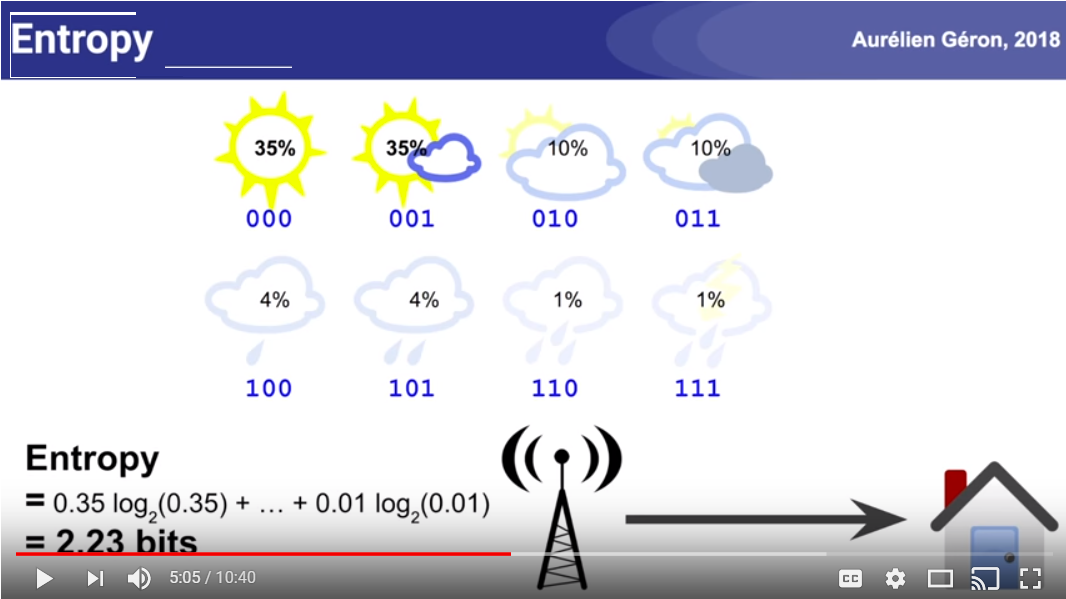 Entropy
Aurélien Géron, 2018
35% 35% 10% 10%
000 001 010 011
4% 4% 1% 1%
100 101 110 111
Entropy
= 0.35 log2(0.35) + … + 0.01 log2(0.01)
= 2.23 bits
5:05 / 10:40
CC